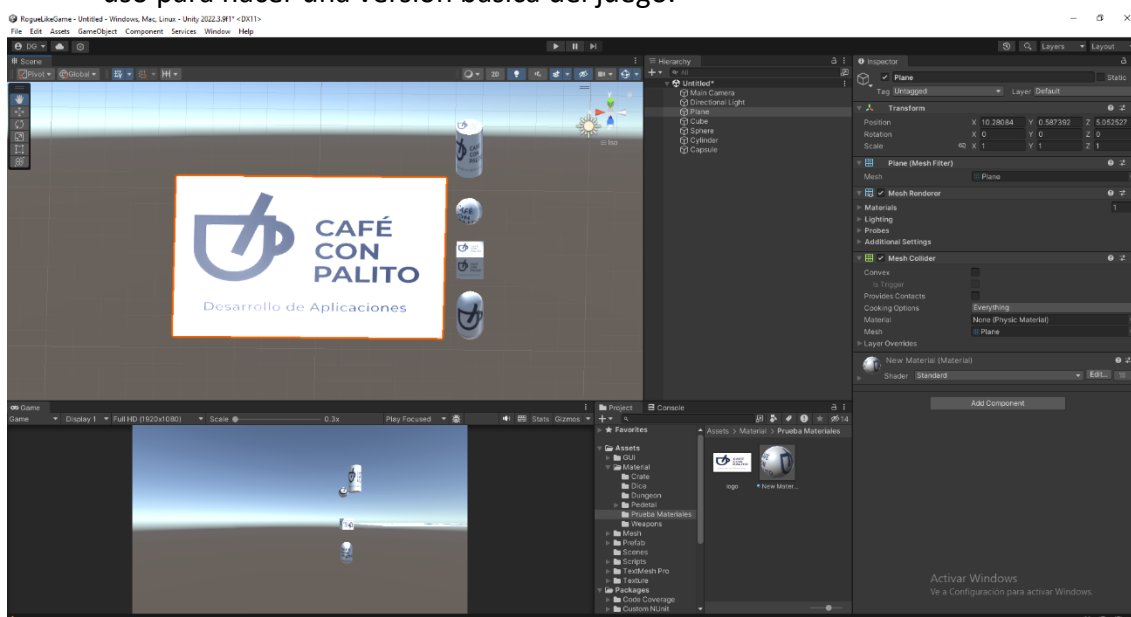 uso para hacer una versión básica del juego.
RogueLikeGame - Untitled - Windows, Mac, Linux - Unity 2022.3.9f1* <DX11>
File Edit Assets GameObject Component Services Window Help
DG
Layers Layout
Scene
Pivot Global 2D
Iso
CAFÉ
CON
PALITO
Desarrollo de Aplicaciones
Hierarchy
All
Untitled*
Main Camera
Directional Light
Plane
Cube
Sphere
Cylinder
Capsule
Inspector
Plane Static
Tag Untagged Layer Default
Transform
Position X 10.28064 Y 0.587392 Z 5.052527
Rotation X 0 Y 0 Z 0
Scale X 1 Y 1 Z 1
Plane (Mesh Filter)
Mesh Plane
Mesh Renderer
Materials 1
Lighting
Probes
Additional Settings
Mesh Collider
Convex
Is Trigger
Provides Contacts
Cooking Options Everything
Material None (Physic Material)
Mesh Plane
Layer Overrides
New Material (Material)
Shader Standard Edit...
Add Component
Game
Game Display 1 Full HD (1920x1080) Scale 0.3x Play Focused Stats Gizmos
Project Console
14
Favorites
Assets
GUI
Material
Crate
Dice
Dungeon
Pedetal
Prueba Materiales
Weapons
Mesh
Prefab
Scenes
Scripts
TextMesh Pro
Texture
Packages
Code Coverage
Custom NUnit
Assets > Material > Prueba Materiales
logo
New Mater...
Activar Windows
Ve a Configuración para activar Windows.